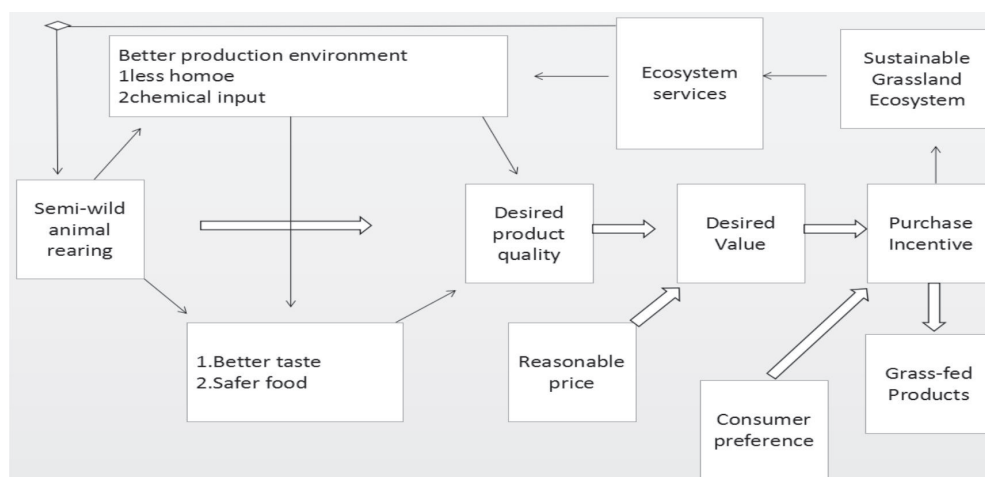 Better production environment
1less homoe
2chemical input
Ecosystem
services
Sustainable
Grassland
Ecosystem
Semi-wild
animal
rearing
Desired
product
quality
Desired
Value
Purchase
Incentive
1.Better taste
2.Safer food
Reasonable
price
Consumer
preference
Grass-fed
Products